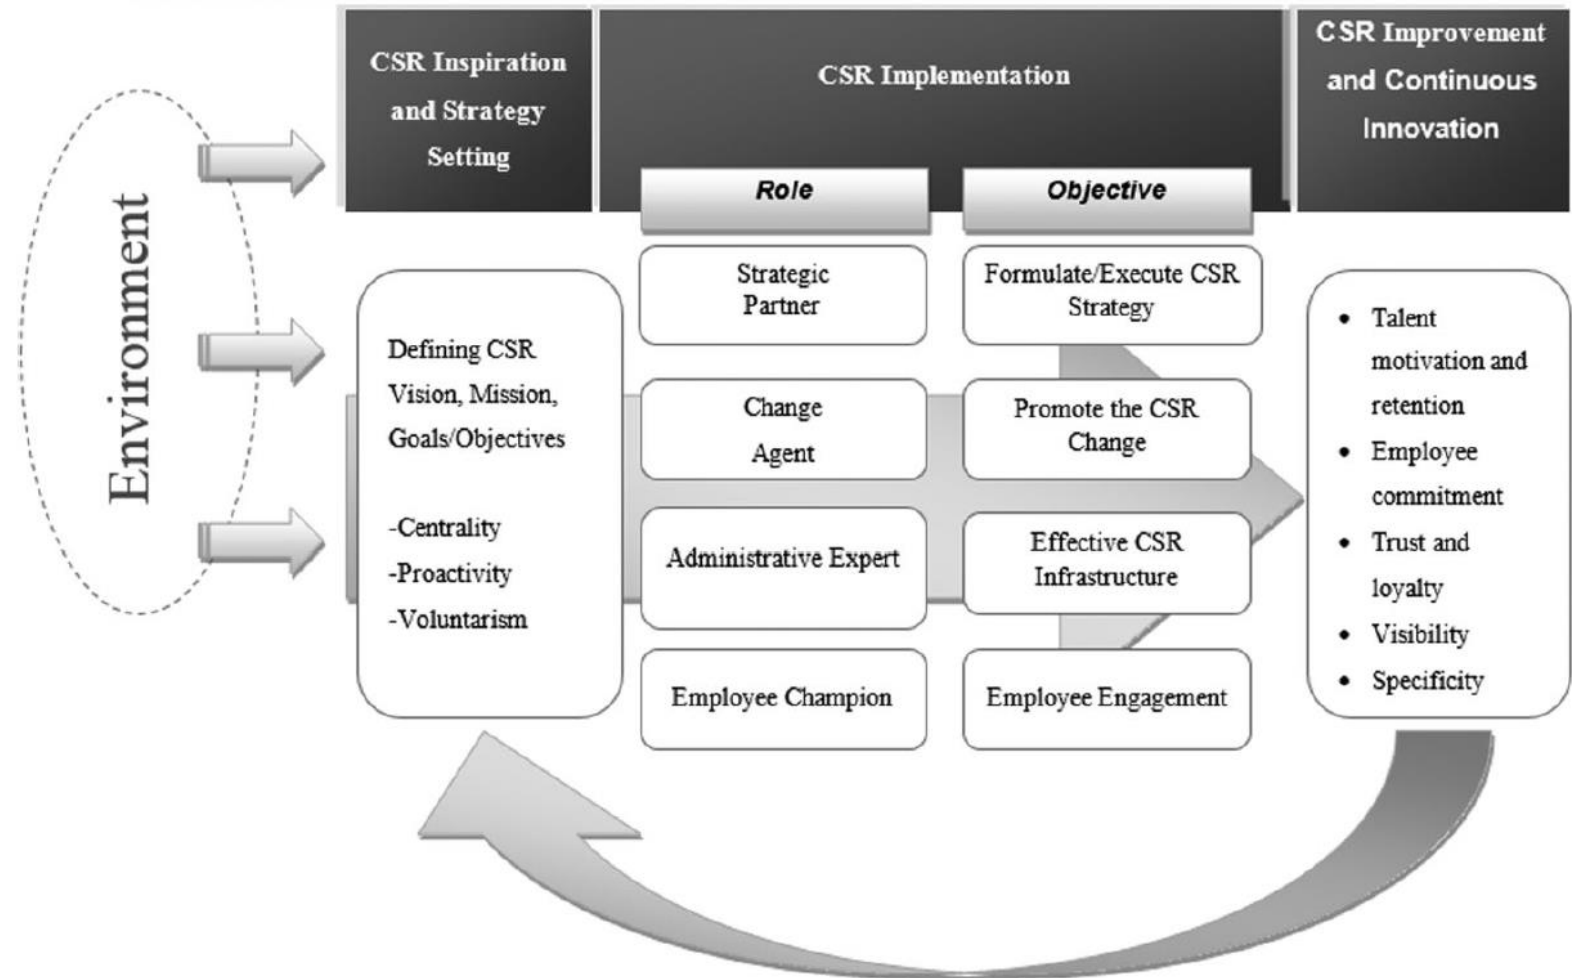 Environment
CSR Inspiration
and Strategy
Setting
CSR Implementation
CSR Improvement
and Continuous
Innovation
Role
Objective
Defining CSR
Vision, Mission,
Goals/Objectives
-Centrality
-Proactivity
-Voluntarism
Strategic
Partner
Formulate/Execute CSR
Strategy
Change
Agent
Promote the CSR
Change
Administrative Expert
Effective CSR
Infrastructure
Employee Champion
Employee Engagement
• Talent
motivation and
retention
• Employee
commitment
• Trust and
loyalty
• Visibility
• Specificity